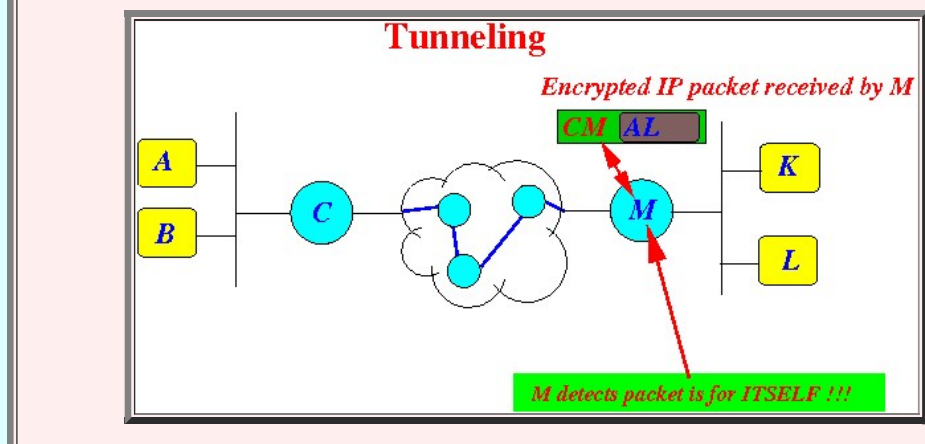 Tunneling
Encrypted IP packet received by M
CM AL
A
K
C
M
B
L
M detects packet is for ITSELF !!!